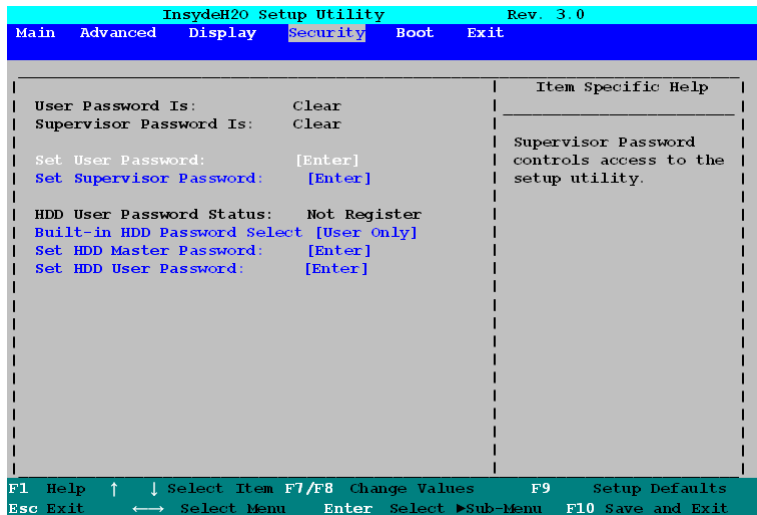 InsydeH2O Setup Utility Rev. 3.0
Main Advanced Display Security Boot Exit
Item Specific Help
User Password Is: Clear
Supervisor Password Is: Clear
Supervisor Password
Set User Password: [Enter] controls access to the
Set Supervisor Password: [Enter] setup utility.
HDD User Password Status: Not Register
Built-in HDD Password Select [User Only]
Set HDD Master Password: [Enter]
Set HDD User Password: [Enter]
F1 Help ↑ ↓ Select Item F7/F8 Change Values F9 Setup Defaults
Esc Exit ←→ Select Menu Enter Select ►Sub-Menu F10 Save and Exit